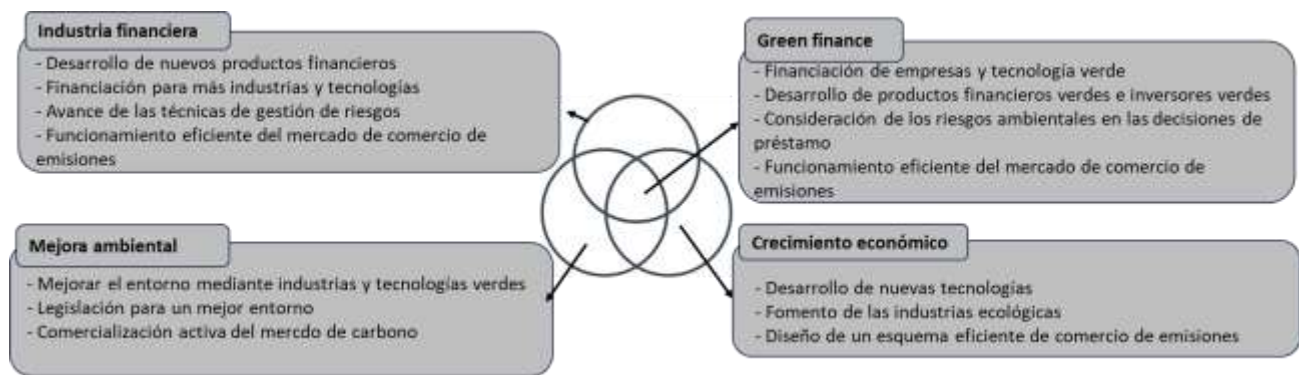 Industria financiera
- Desarrollo de nuevos productos financieros
- Financiación para más industrias y tecnologías
- Avance de las técnicas de gestión de riesgos
- Funcionamiento eficiente del mercado de comercio de
emisiones
Green finance
- Financiación de empresas y tecnología verde
- Desarrollo de productos financieros verdes e inversores verdes
- Consideración de los riesgos ambientales en las decisiones de
préstamo
- Funcionamiento eficiente del mercado de comercio de
emisiones
Mejora ambiental
- Mejorar el entorno mediante industrias y tecnologías verdes
- Legislación para un mejor entorno
- Comercialización activa del mercdo de carbono
Crecimiento económico
- Desarrollo de nuevas tecnologías
- Fomento de las industrias ecológicas
- Diseño de un esquema eficiente de comercio de emisiones